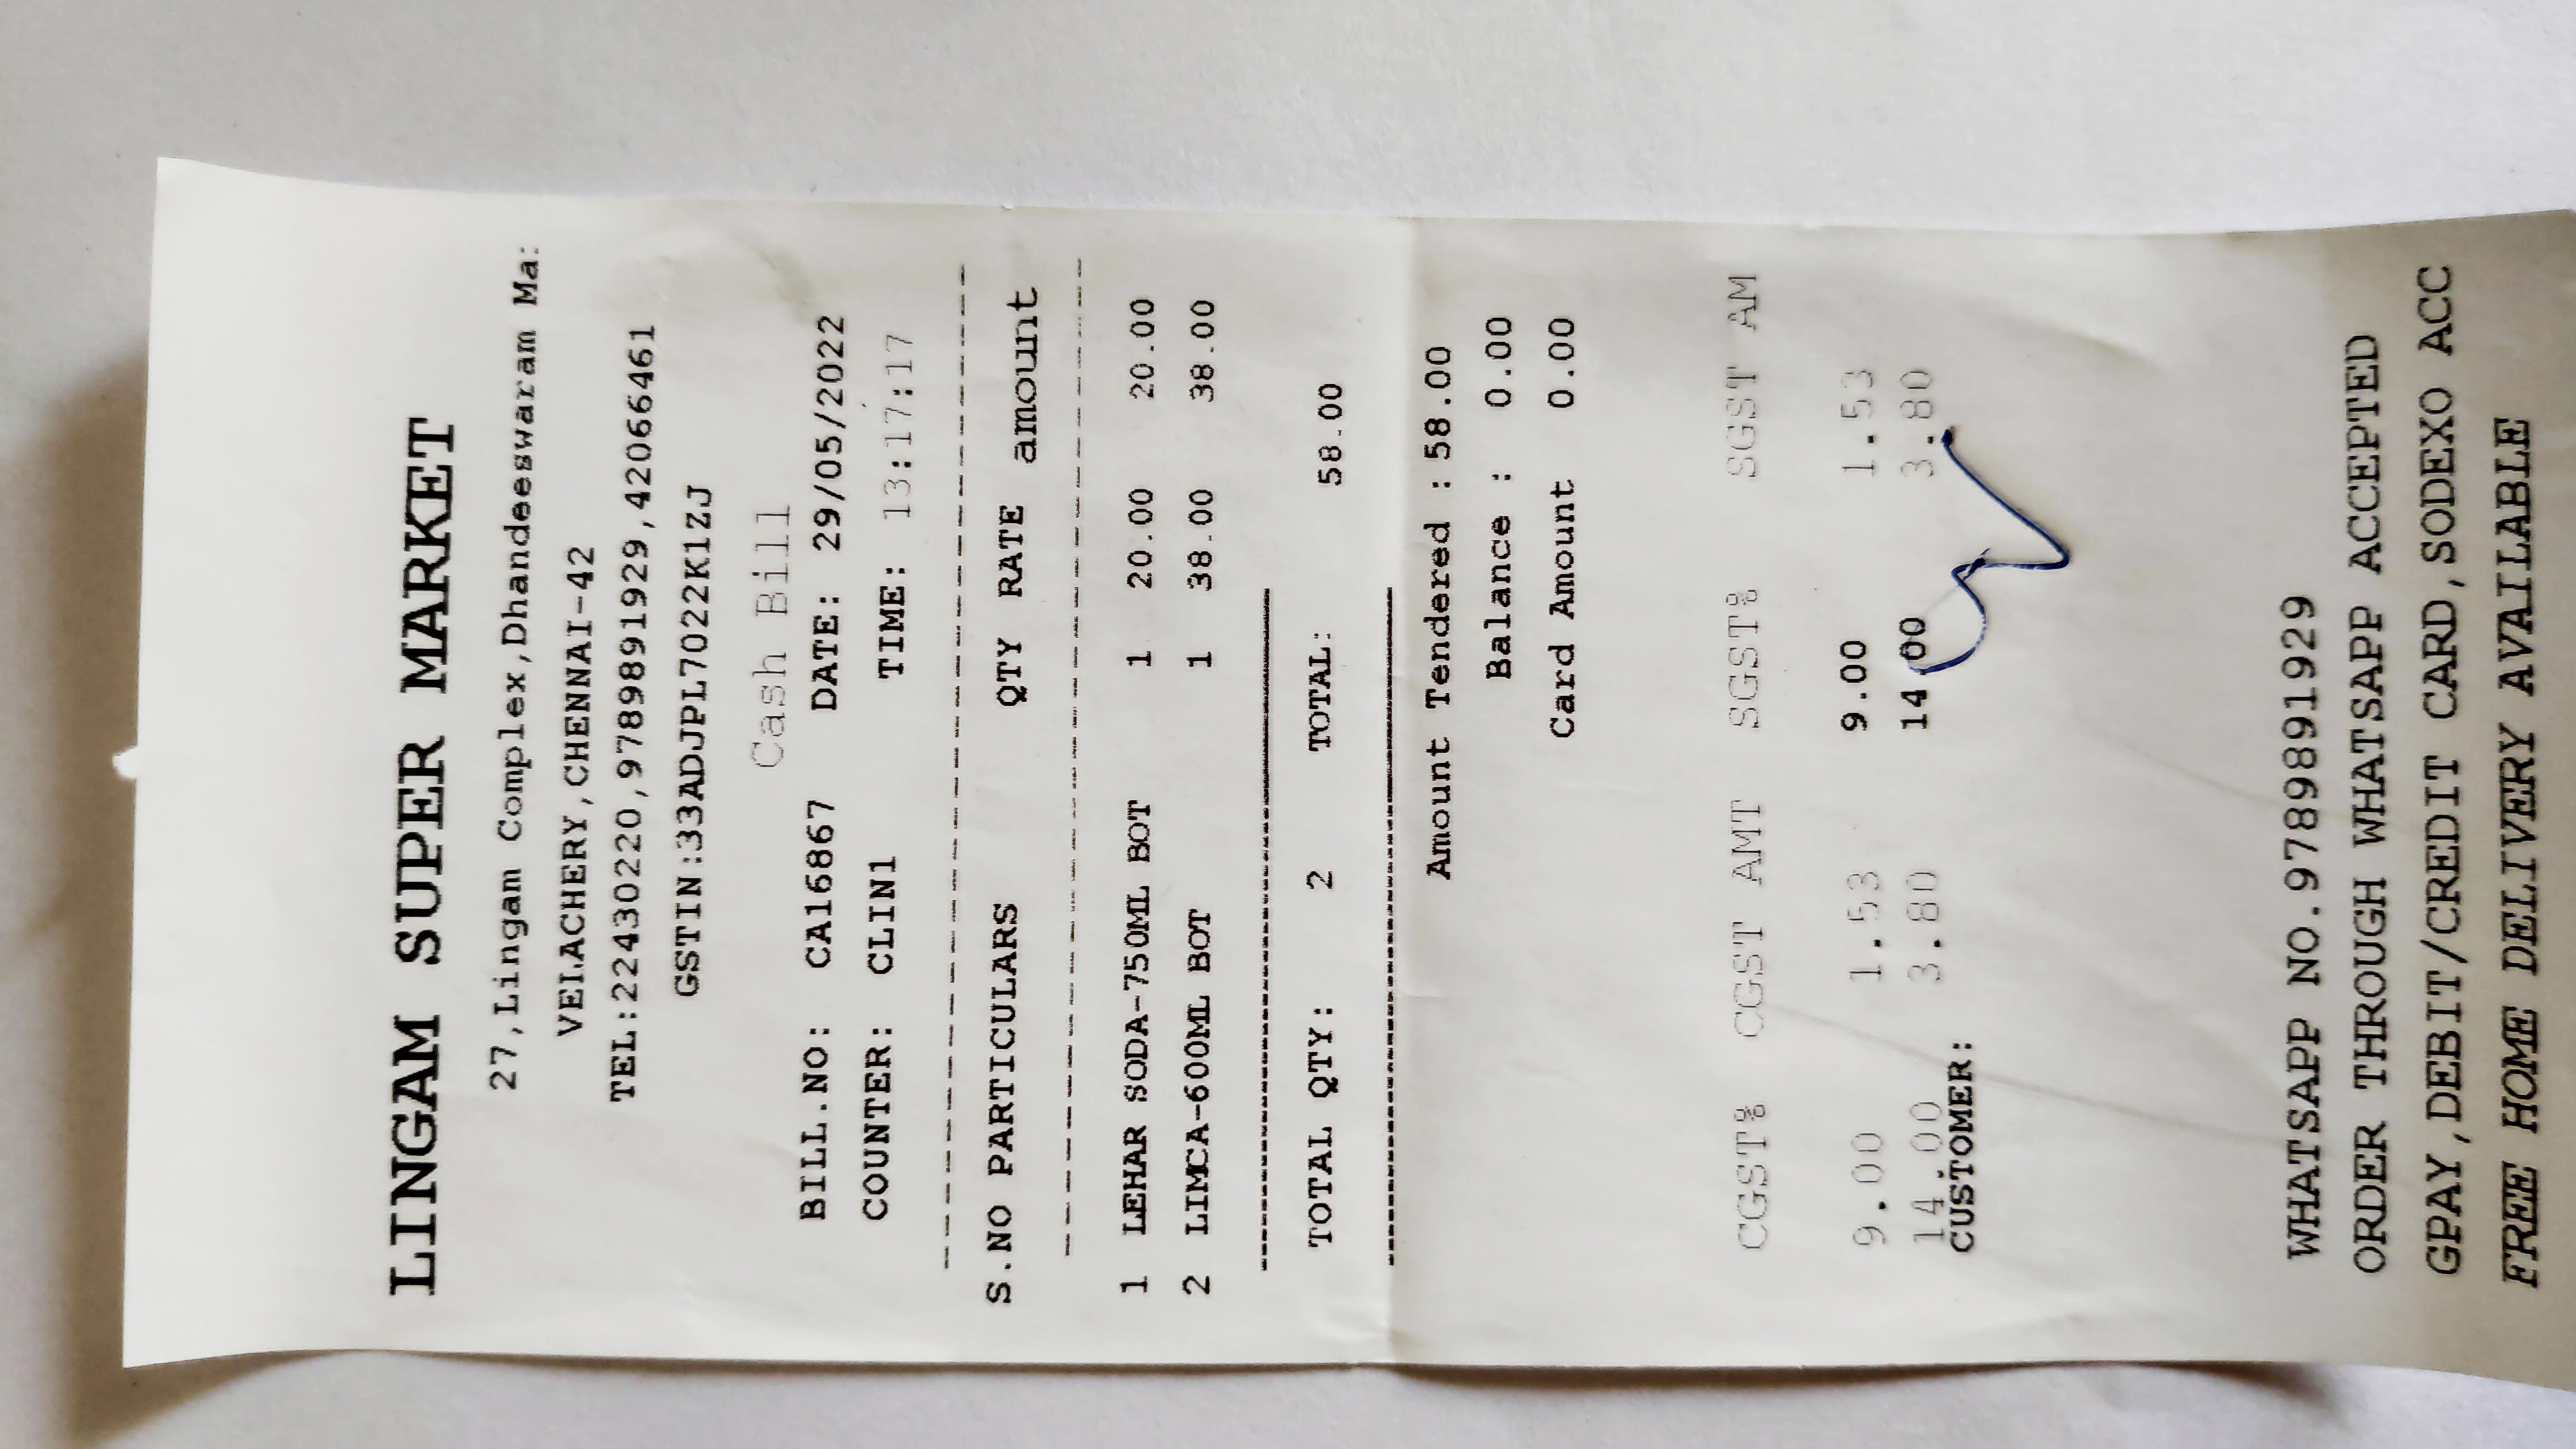 LINGAM SUPER MARKET
27,Lingam Complex,Dhandeeswaram Ma
VELACHERY,CHENNAI-42
TEL:22430220,9789891929,42066461
GSTIN:33ADJPL7022K1ZJ
Cash Bill
BILL.NO: CA16867 DATE: 29/05/2022
COUNTER: CLIN1 TIME: 13:17:17
S.NO PARTICULARS QTY RATE amount
1 LEHAR SODA-750ML BOT 1 20.00 20.00
2 LIMCA-600ML BOT 1 38.00 38.00
TOTAL QTY: 2 TOTAL: 58.00
Amount Tendered : 58.00
Balance : 0.00
Card Amount 0.00
CGST% CGST AMT SGST% SGST AM
9.00 1.53 9.00 1.53
14.00 3.80 14.00 3.80
CUSTOMER:
WHATSAPP NO.9789891929
ORDER THROUGH WHATSAPP ACCEPTED
GPAY,DEBIT/CREDIT CARD,SODEXO ACC
FREE HOME DELIVERY AVAILABLE